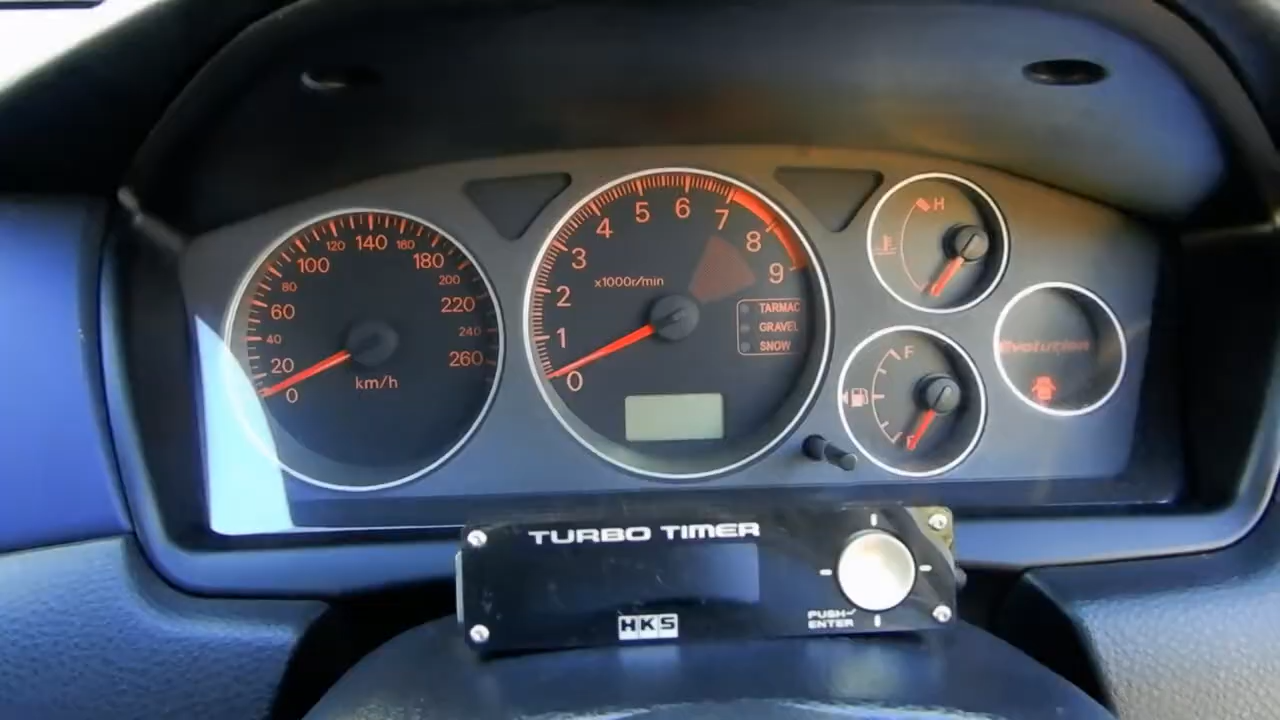 0
20
40
60
80
100
120
140
160
180
200
220
240
260
km/h
0
1
2
3
4
5
6
7
8
9
x1000r/min
TARMAC
GRAVEL
SNOW
H
F
Evolution
TURBO TIMER
HKS
PUSH-
ENTER